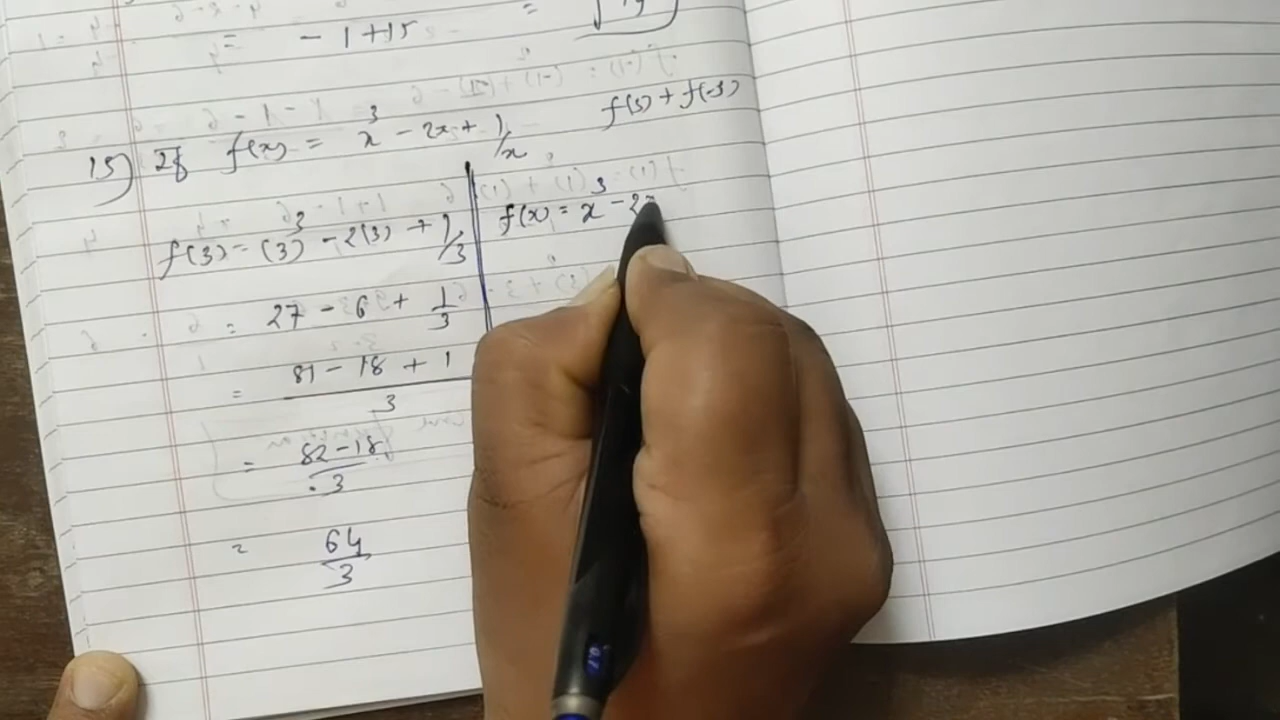 = - 1 + 15
=
15) If f(x) = x³ - 2x + 1/x f(3) + f(-3)
f(3) = (3)³ - 2(3) + 1/3
= 27 - 6 + 1/3
= 81 - 18 + 1 / 3
= 82 - 18 / 3
= 64 / 3
f(x) = x³ - 2x